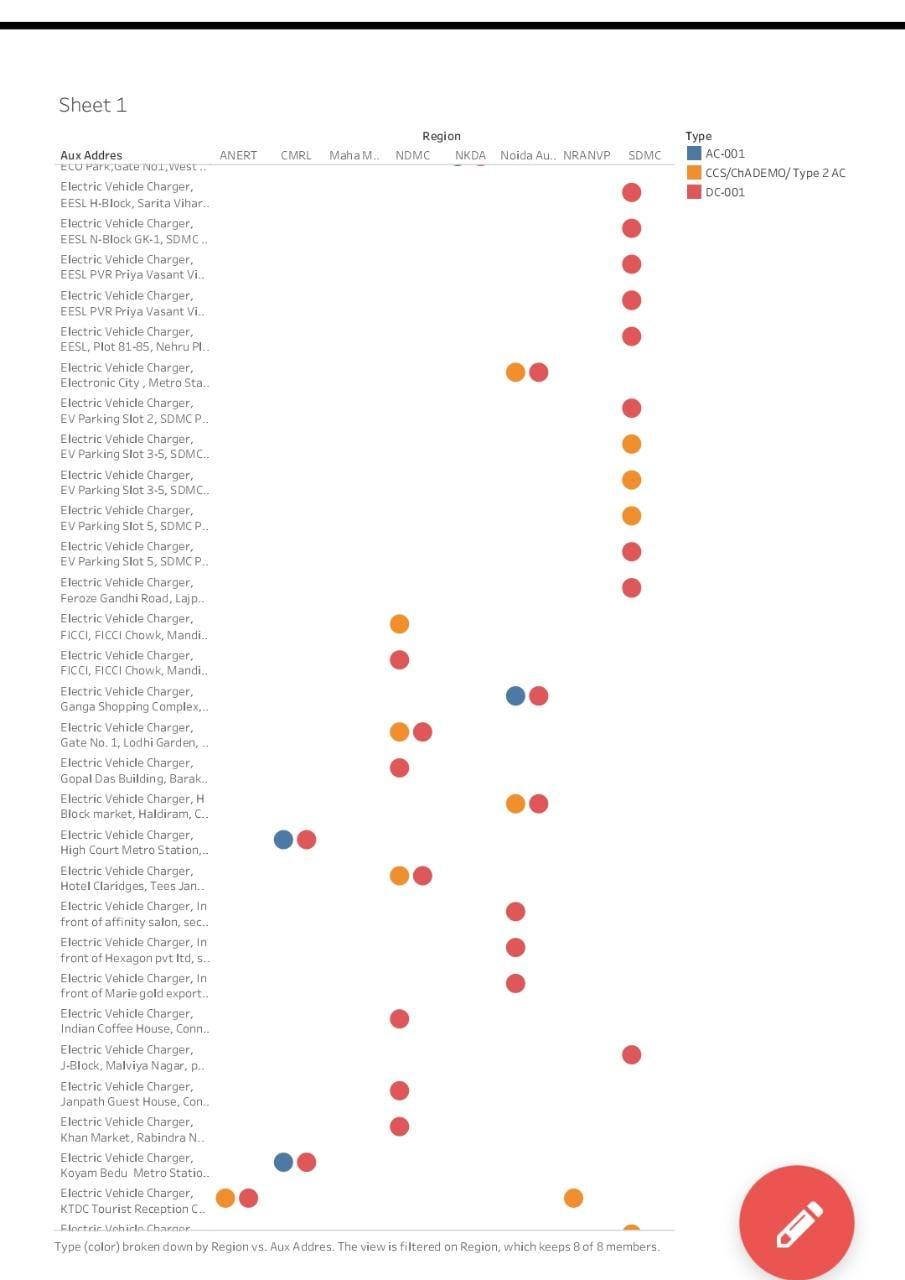 Sheet 1
Region
Type
Aux Addres ANERT CMRL Maha M.. NDMC NKDA Noida Au.. NRANVP SDMC
AC-001
CCS/ChADEMO/ Type 2 AC
DC-001
ECO Park,Gate No1,West ..
Electric Vehicle Charger,
EESL H-Block, Sarita Vihar..
Electric Vehicle Charger,
EESL N-Block GK-1, SDMC ..
Electric Vehicle Charger,
EESL PVR Priya Vasant Vi..
Electric Vehicle Charger,
EESL PVR Priya Vasant Vi..
Electric Vehicle Charger,
EESL, Plot 81-85, Nehru Pl..
Electric Vehicle Charger,
Electronic City , Metro Sta..
Electric Vehicle Charger,
EV Parking Slot 2, SDMC P..
Electric Vehicle Charger,
EV Parking Slot 3-5, SDMC..
Electric Vehicle Charger,
EV Parking Slot 3-5, SDMC..
Electric Vehicle Charger,
EV Parking Slot 5, SDMC P..
Electric Vehicle Charger,
EV Parking Slot 5, SDMC P..
Electric Vehicle Charger,
Feroze Gandhi Road, Lajp..
Electric Vehicle Charger,
FICCI, FICCI Chowk, Mandi..
Electric Vehicle Charger,
FICCI, FICCI Chowk, Mandi..
Electric Vehicle Charger,
Ganga Shopping Complex,..
Electric Vehicle Charger,
Gate No. 1, Lodhi Garden, ..
Electric Vehicle Charger,
Gopal Das Building, Barak..
Electric Vehicle Charger, H
Block market, Haldiram, C..
Electric Vehicle Charger,
High Court Metro Station,..
Electric Vehicle Charger,
Hotel Claridges, Tees Jan..
Electric Vehicle Charger, In
front of affinity salon, sec..
Electric Vehicle Charger, In
front of Hexagon pvt ltd, s..
Electric Vehicle Charger, In
front of Marie gold export..
Electric Vehicle Charger,
Indian Coffee House, Conn..
Electric Vehicle Charger,
J-Block, Malviya Nagar, p..
Electric Vehicle Charger,
Janpath Guest House, Con..
Electric Vehicle Charger,
Khan Market, Rabindra N..
Electric Vehicle Charger,
Koyam Bedu Metro Statio..
Electric Vehicle Charger,
KTDC Tourist Reception C..
Electric Vehicle Charger,
Type (color) broken down by Region vs. Aux Addres. The view is filtered on Region, which keeps 8 of 8 members.